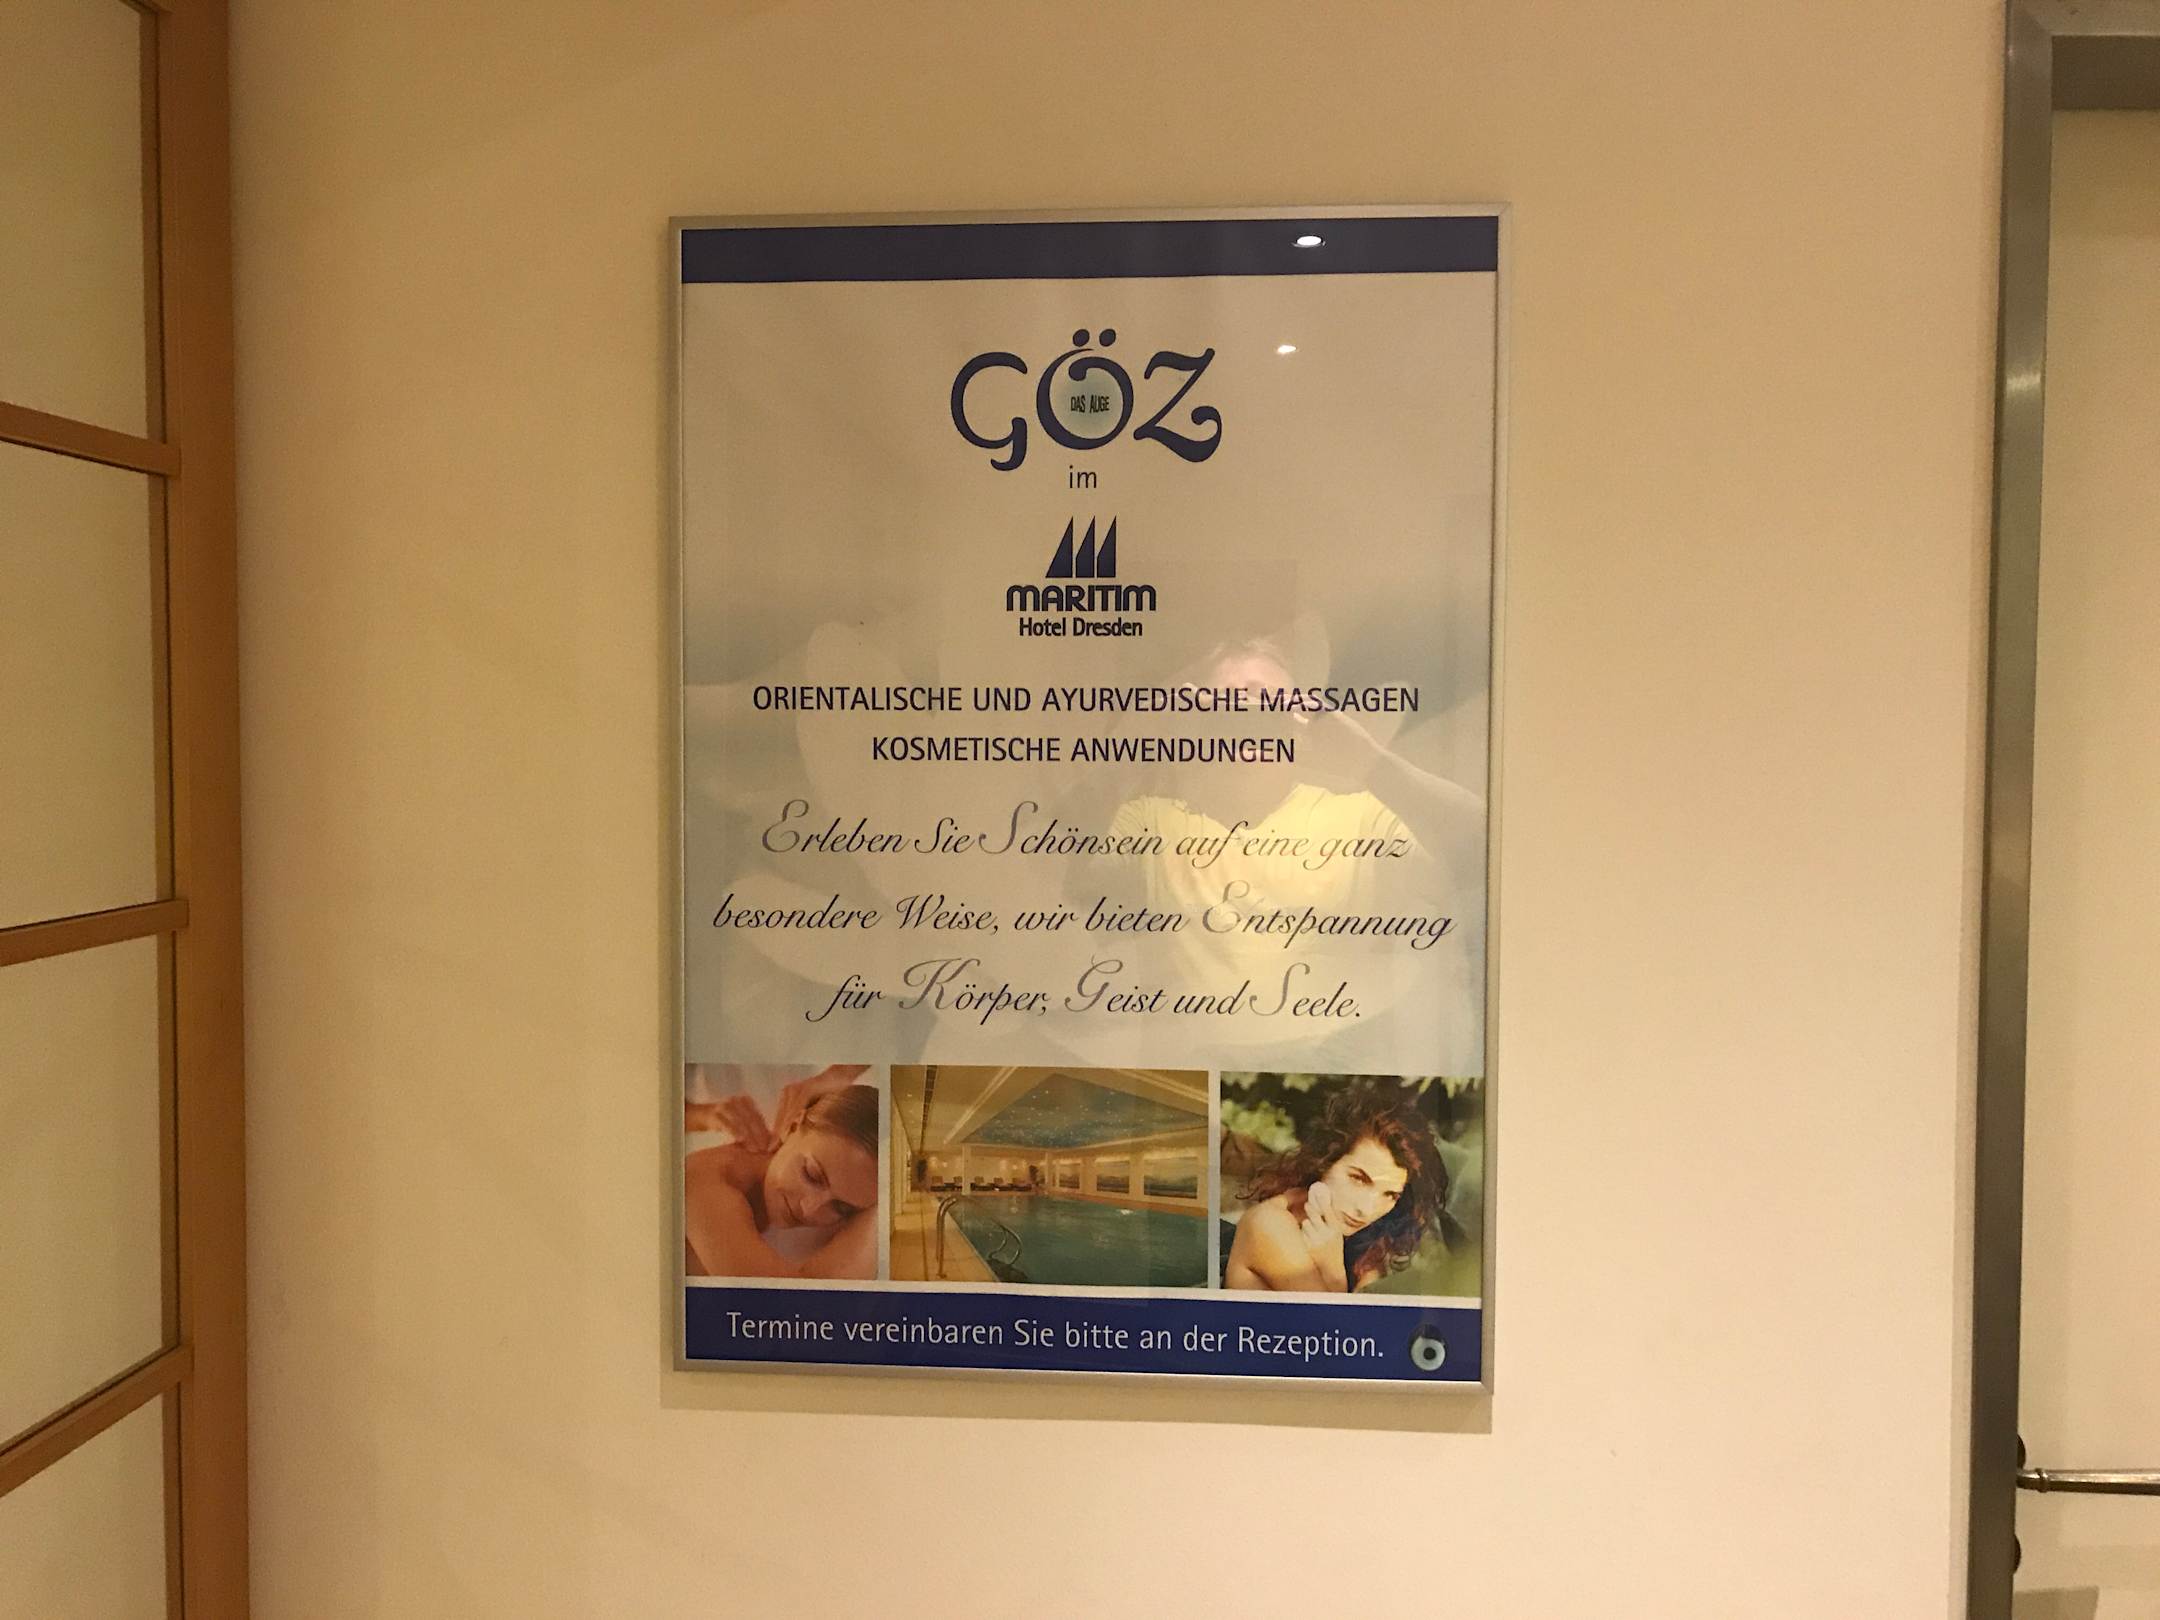 GÖZ
DAS AUGE
im
MARITIM
Hotel Dresden
ORIENTALISCHE UND AYURVEDISCHE MASSAGEN
KOSMETISCHE ANWENDUNGEN
Erleben Sie Schönsein auf eine ganz
besondere Weise, wir bieten Entspannung
für Körper, Geist und Seele.
Termine vereinbaren Sie bitte an der Rezeption.